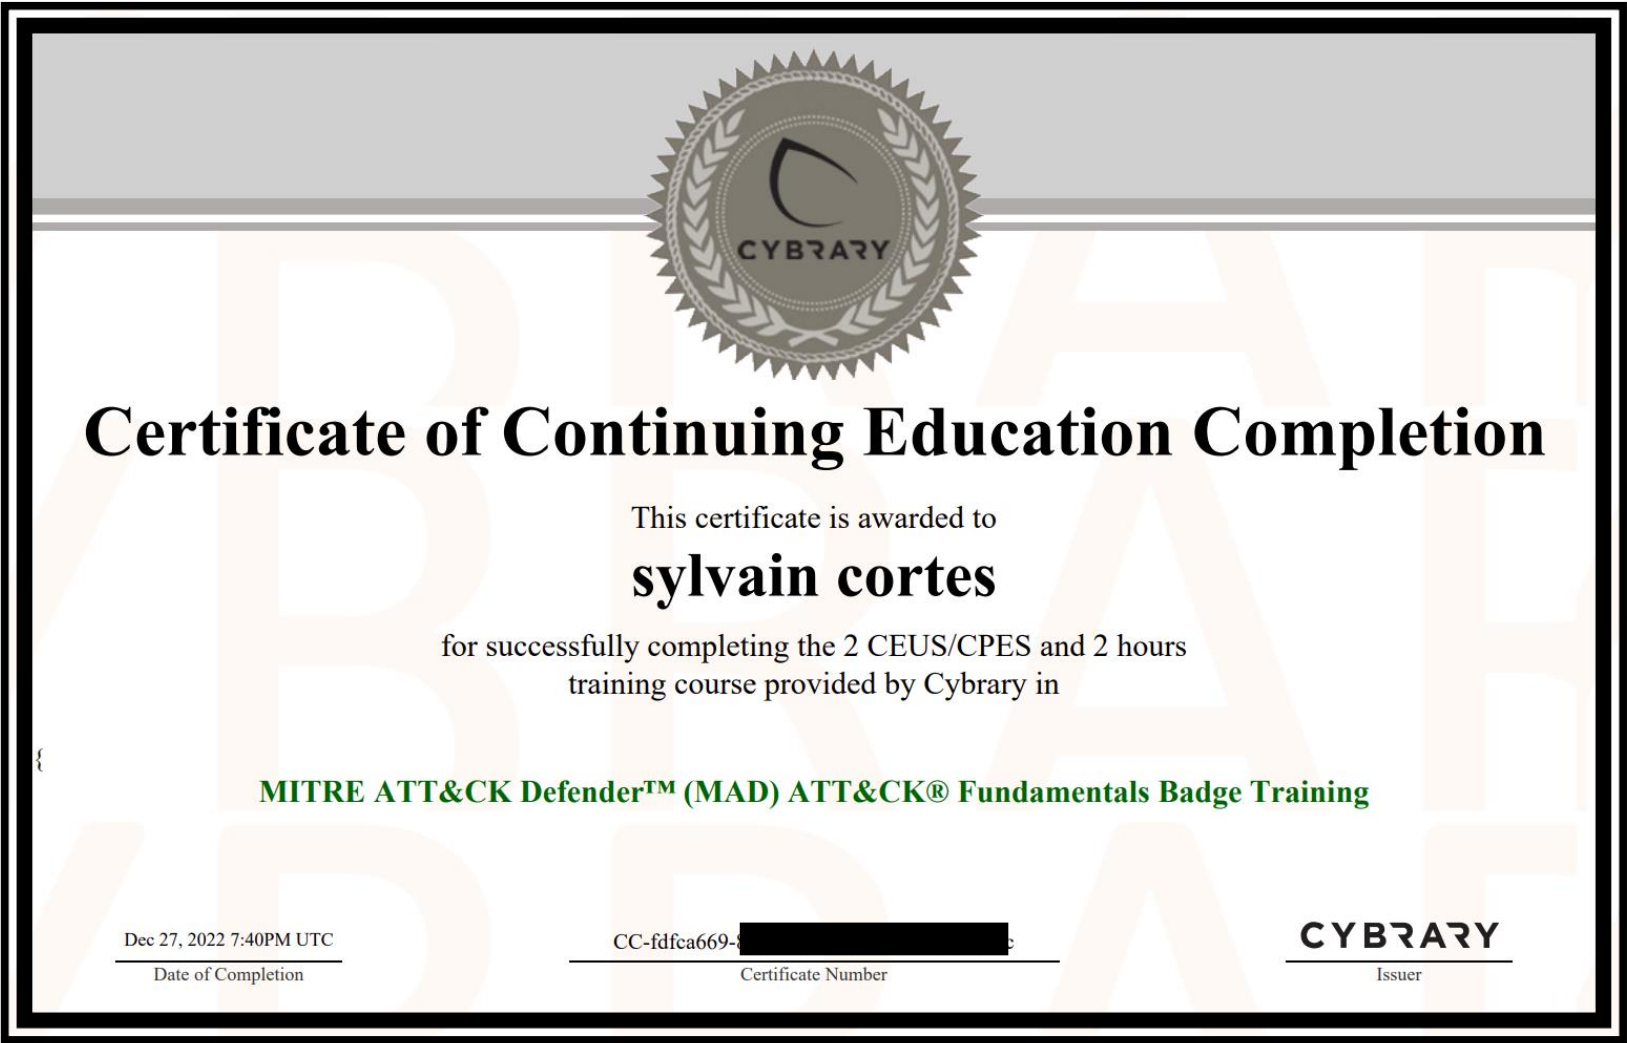 CYBRARY
Certificate of Continuing Education Completion
This certificate is awarded to
sylvain cortes
for successfully completing the 2 CEUS/CPES and 2 hours
training course provided by Cybrary in
{
MITRE ATT&CK Defender™ (MAD) ATT&CK® Fundamentals Badge Training
Dec 27, 2022 7:40PM UTC
Date of Completion
CC-fdfca669-
Certificate Number
CYBRARY
Issuer